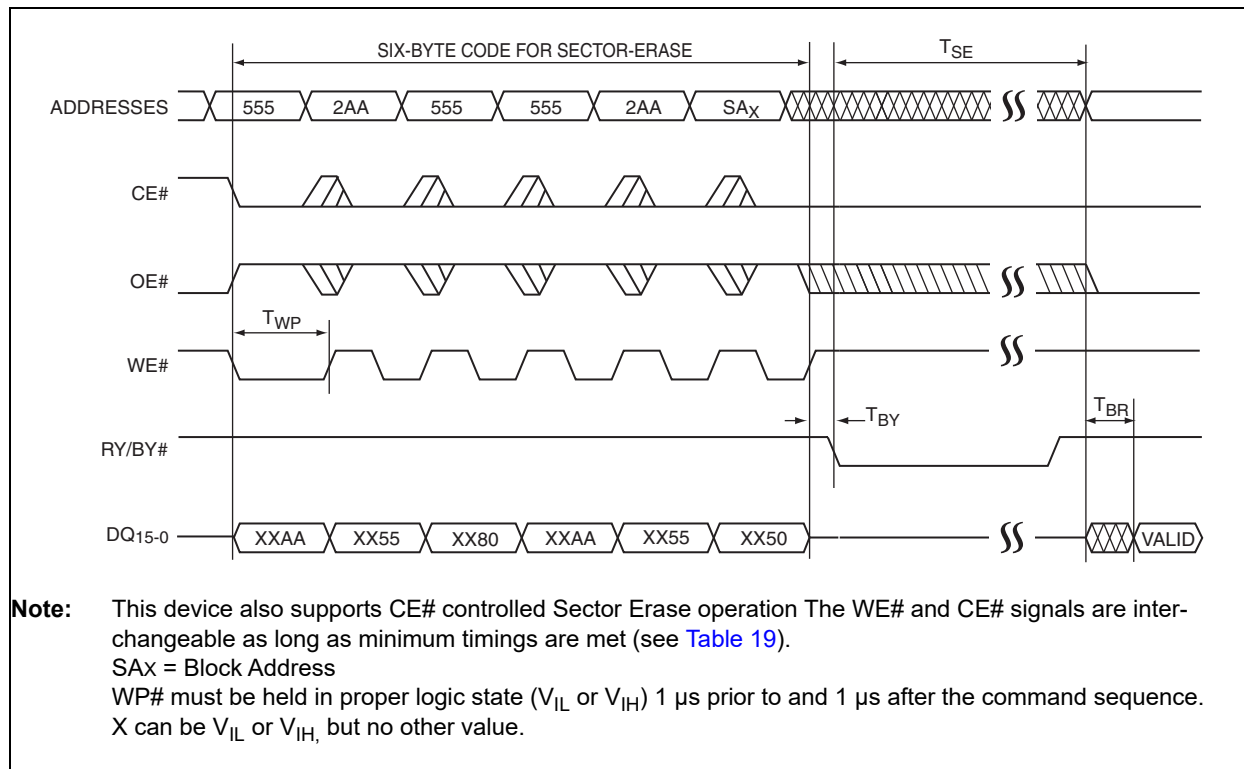 SIX-BYTE CODE FOR SECTOR-ERASE TSE
ADDRESSES 555 2AA 555 555 2AA SAX
CE#
OE#
TWP
WE#
TBY TBR
RY/BY#
DQ15-0 XXAA XX55 XX80 XXAA XX55 XX50 VALID
Note: This device also supports CE# controlled Sector Erase operation The WE# and CE# signals are inter-
changeable as long as minimum timings are met (see Table 19).
SAX = Block Address
WP# must be held in proper logic state (VIL or VIH) 1 µs prior to and 1 µs after the command sequence.
X can be VIL or VIH, but no other value.